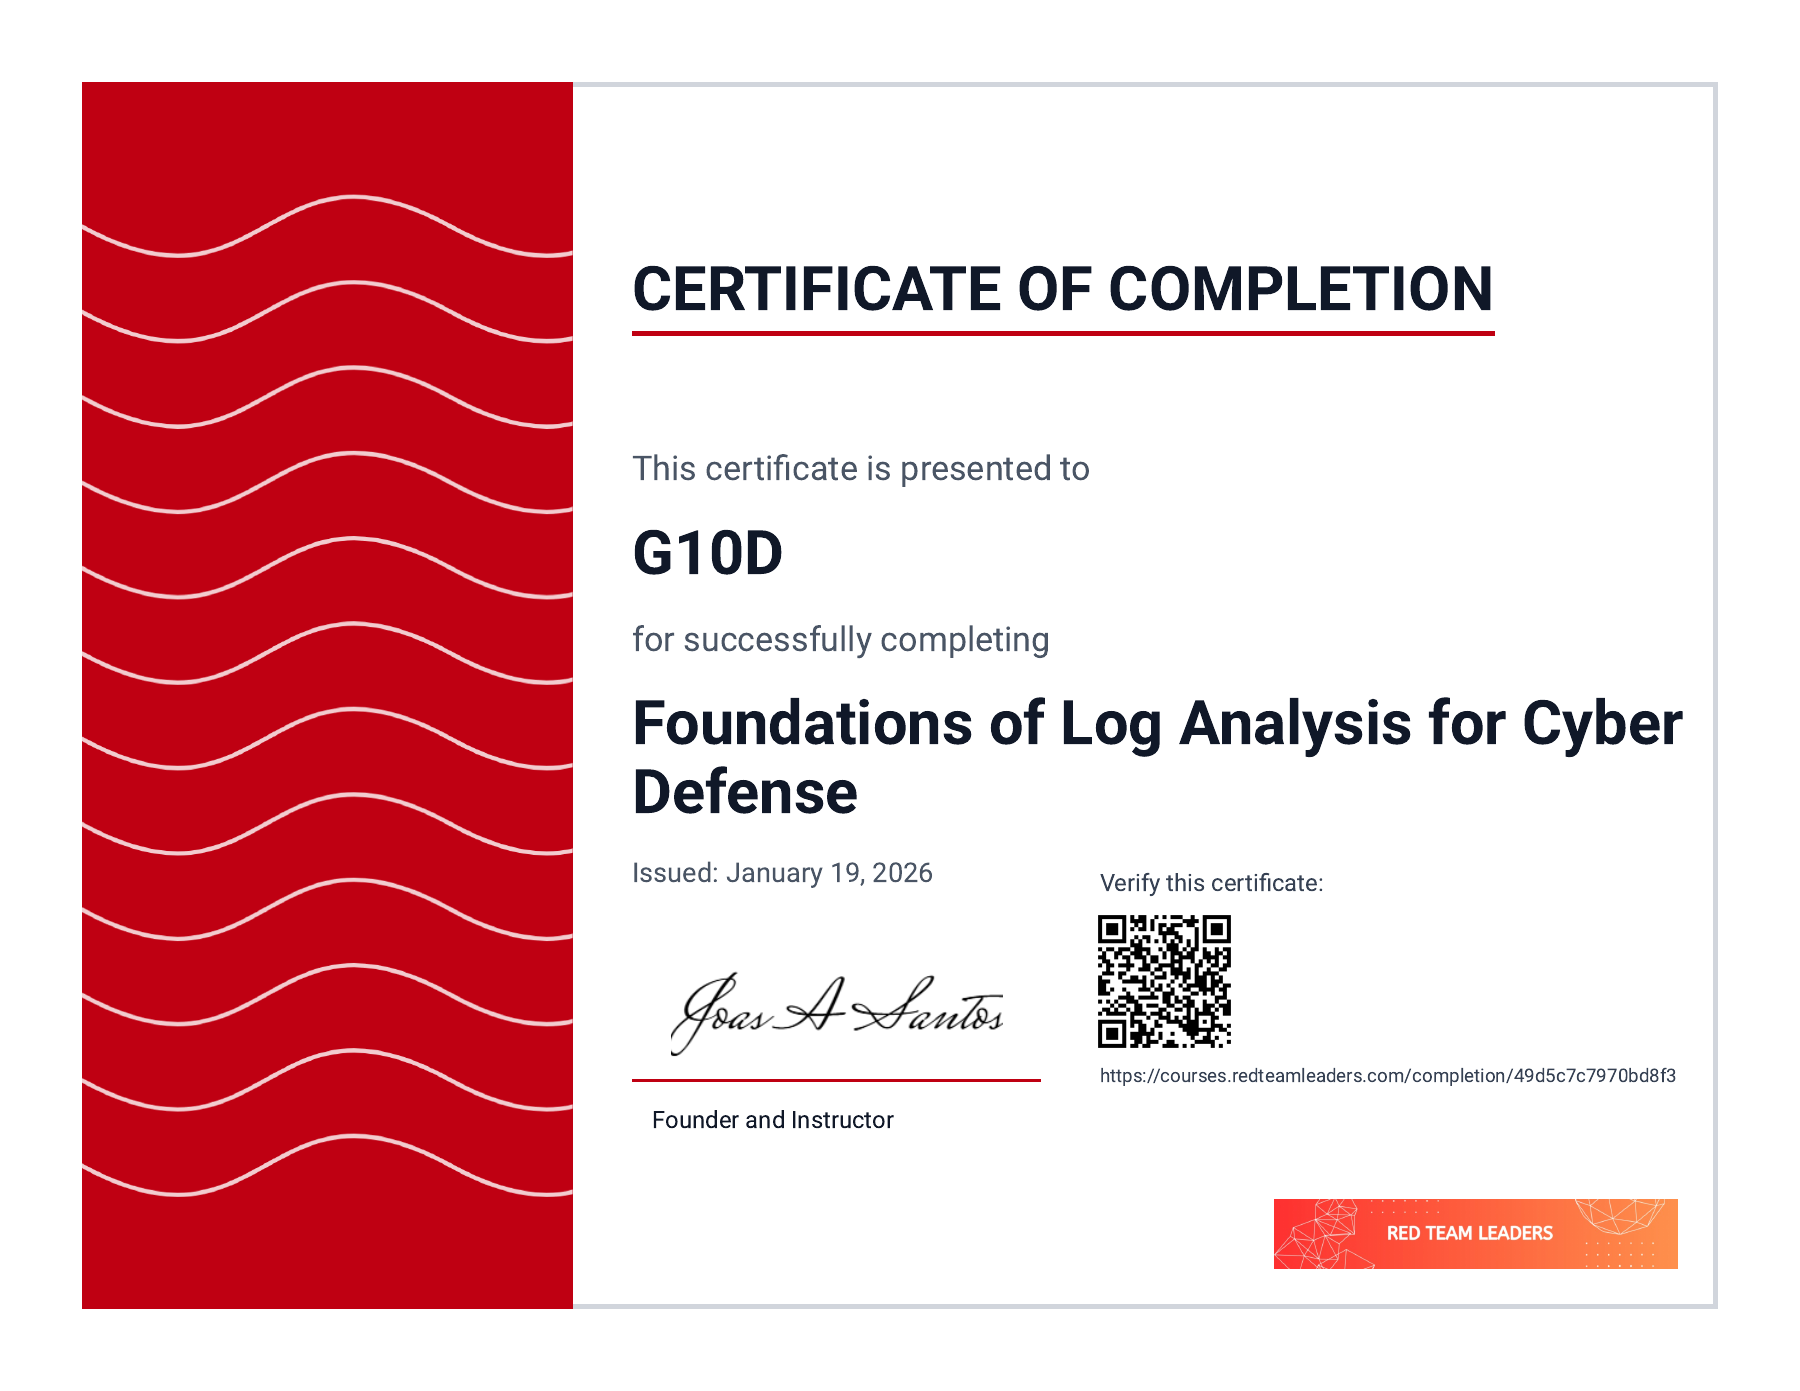 CERTIFICATE OF COMPLETION
This certificate is presented to
G10D
for successfully completing
Foundations of Log Analysis for Cyber
Defense
Issued: January 19, 2026
Verify this certificate:
Joas A Santos
https://courses.redteamleaders.com/completion/49d5c7c7970bd8f3
Founder and Instructor
RED TEAM LEADERS